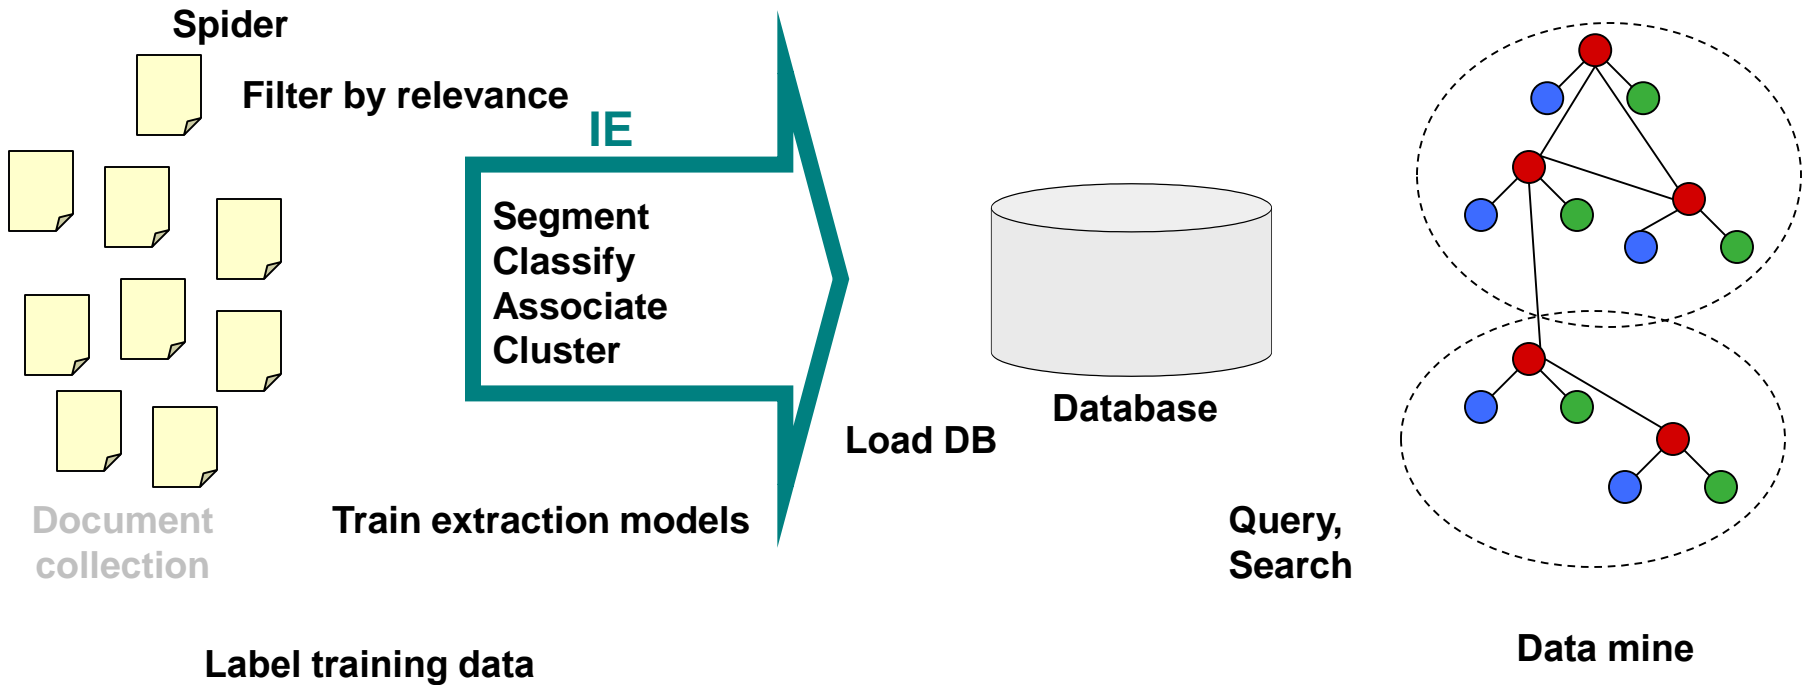 Spider
Filter by relevance
IE
Segment
Classify
Associate
Cluster
Database
Load DB
Document
collection
Train extraction models
Query,
Search
Label training data
Data mine